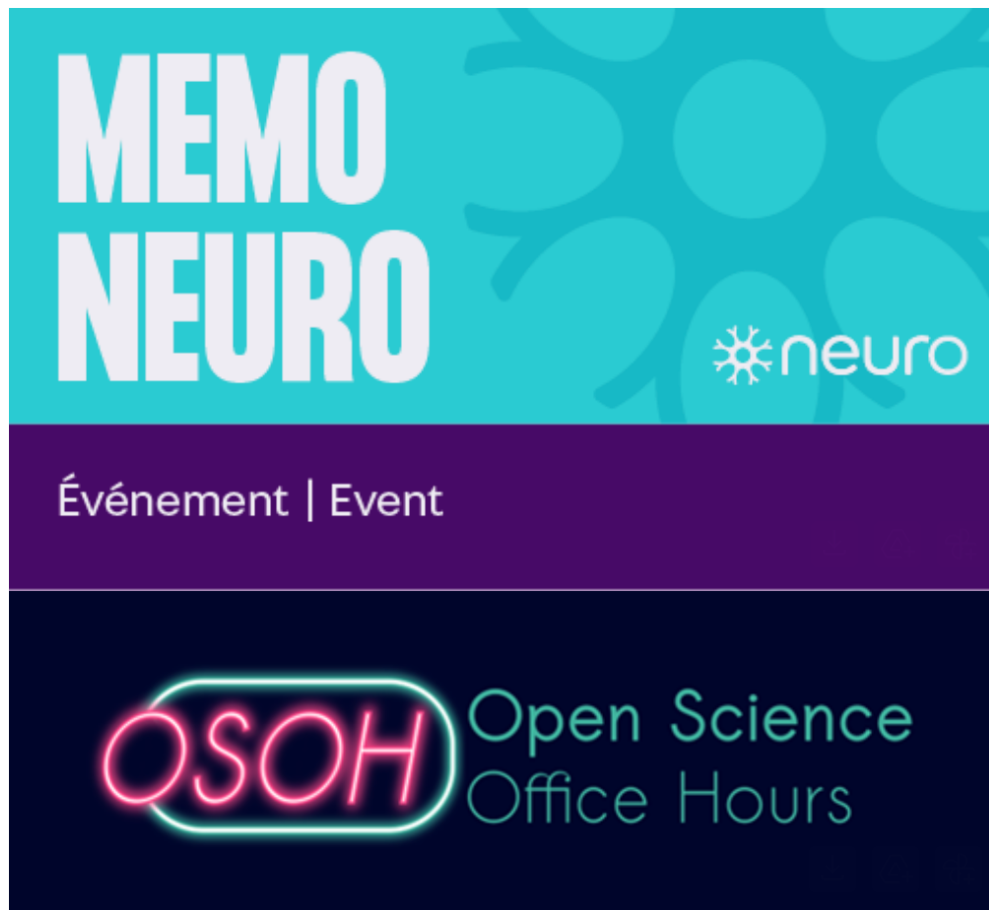 MEMO
NEURO
neuro
Événement | Event
OSOH
Open Science
Office Hours